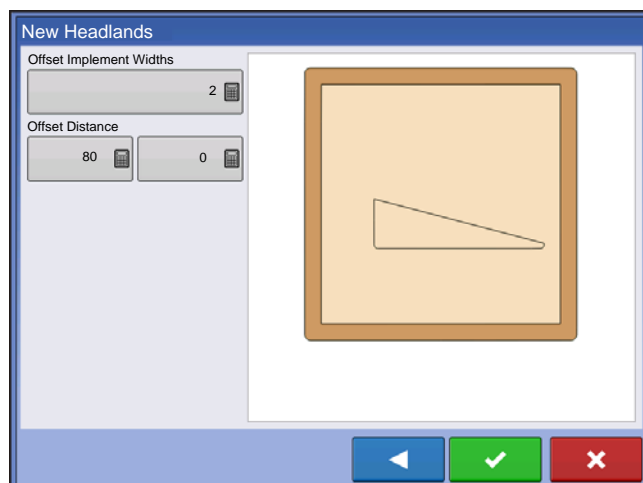 New Headlands
Offset Implement Widths
2
Offset Distance
80 0